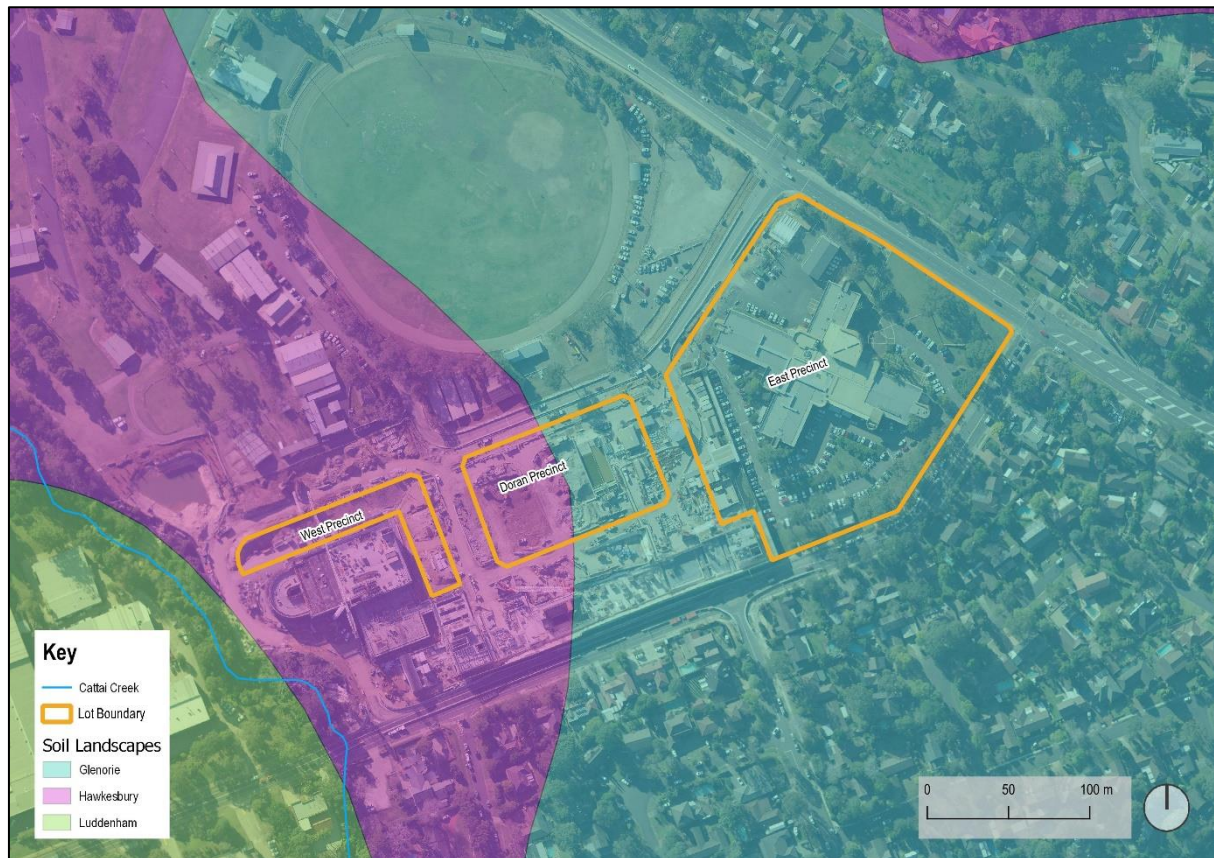 East Precinct
Doran Precinct
West Precinct
Key
Cattai Creek
Lot Boundary
Soil Landscapes
Glenorie
Hawkesbury
Luddenham
0 50 100 m